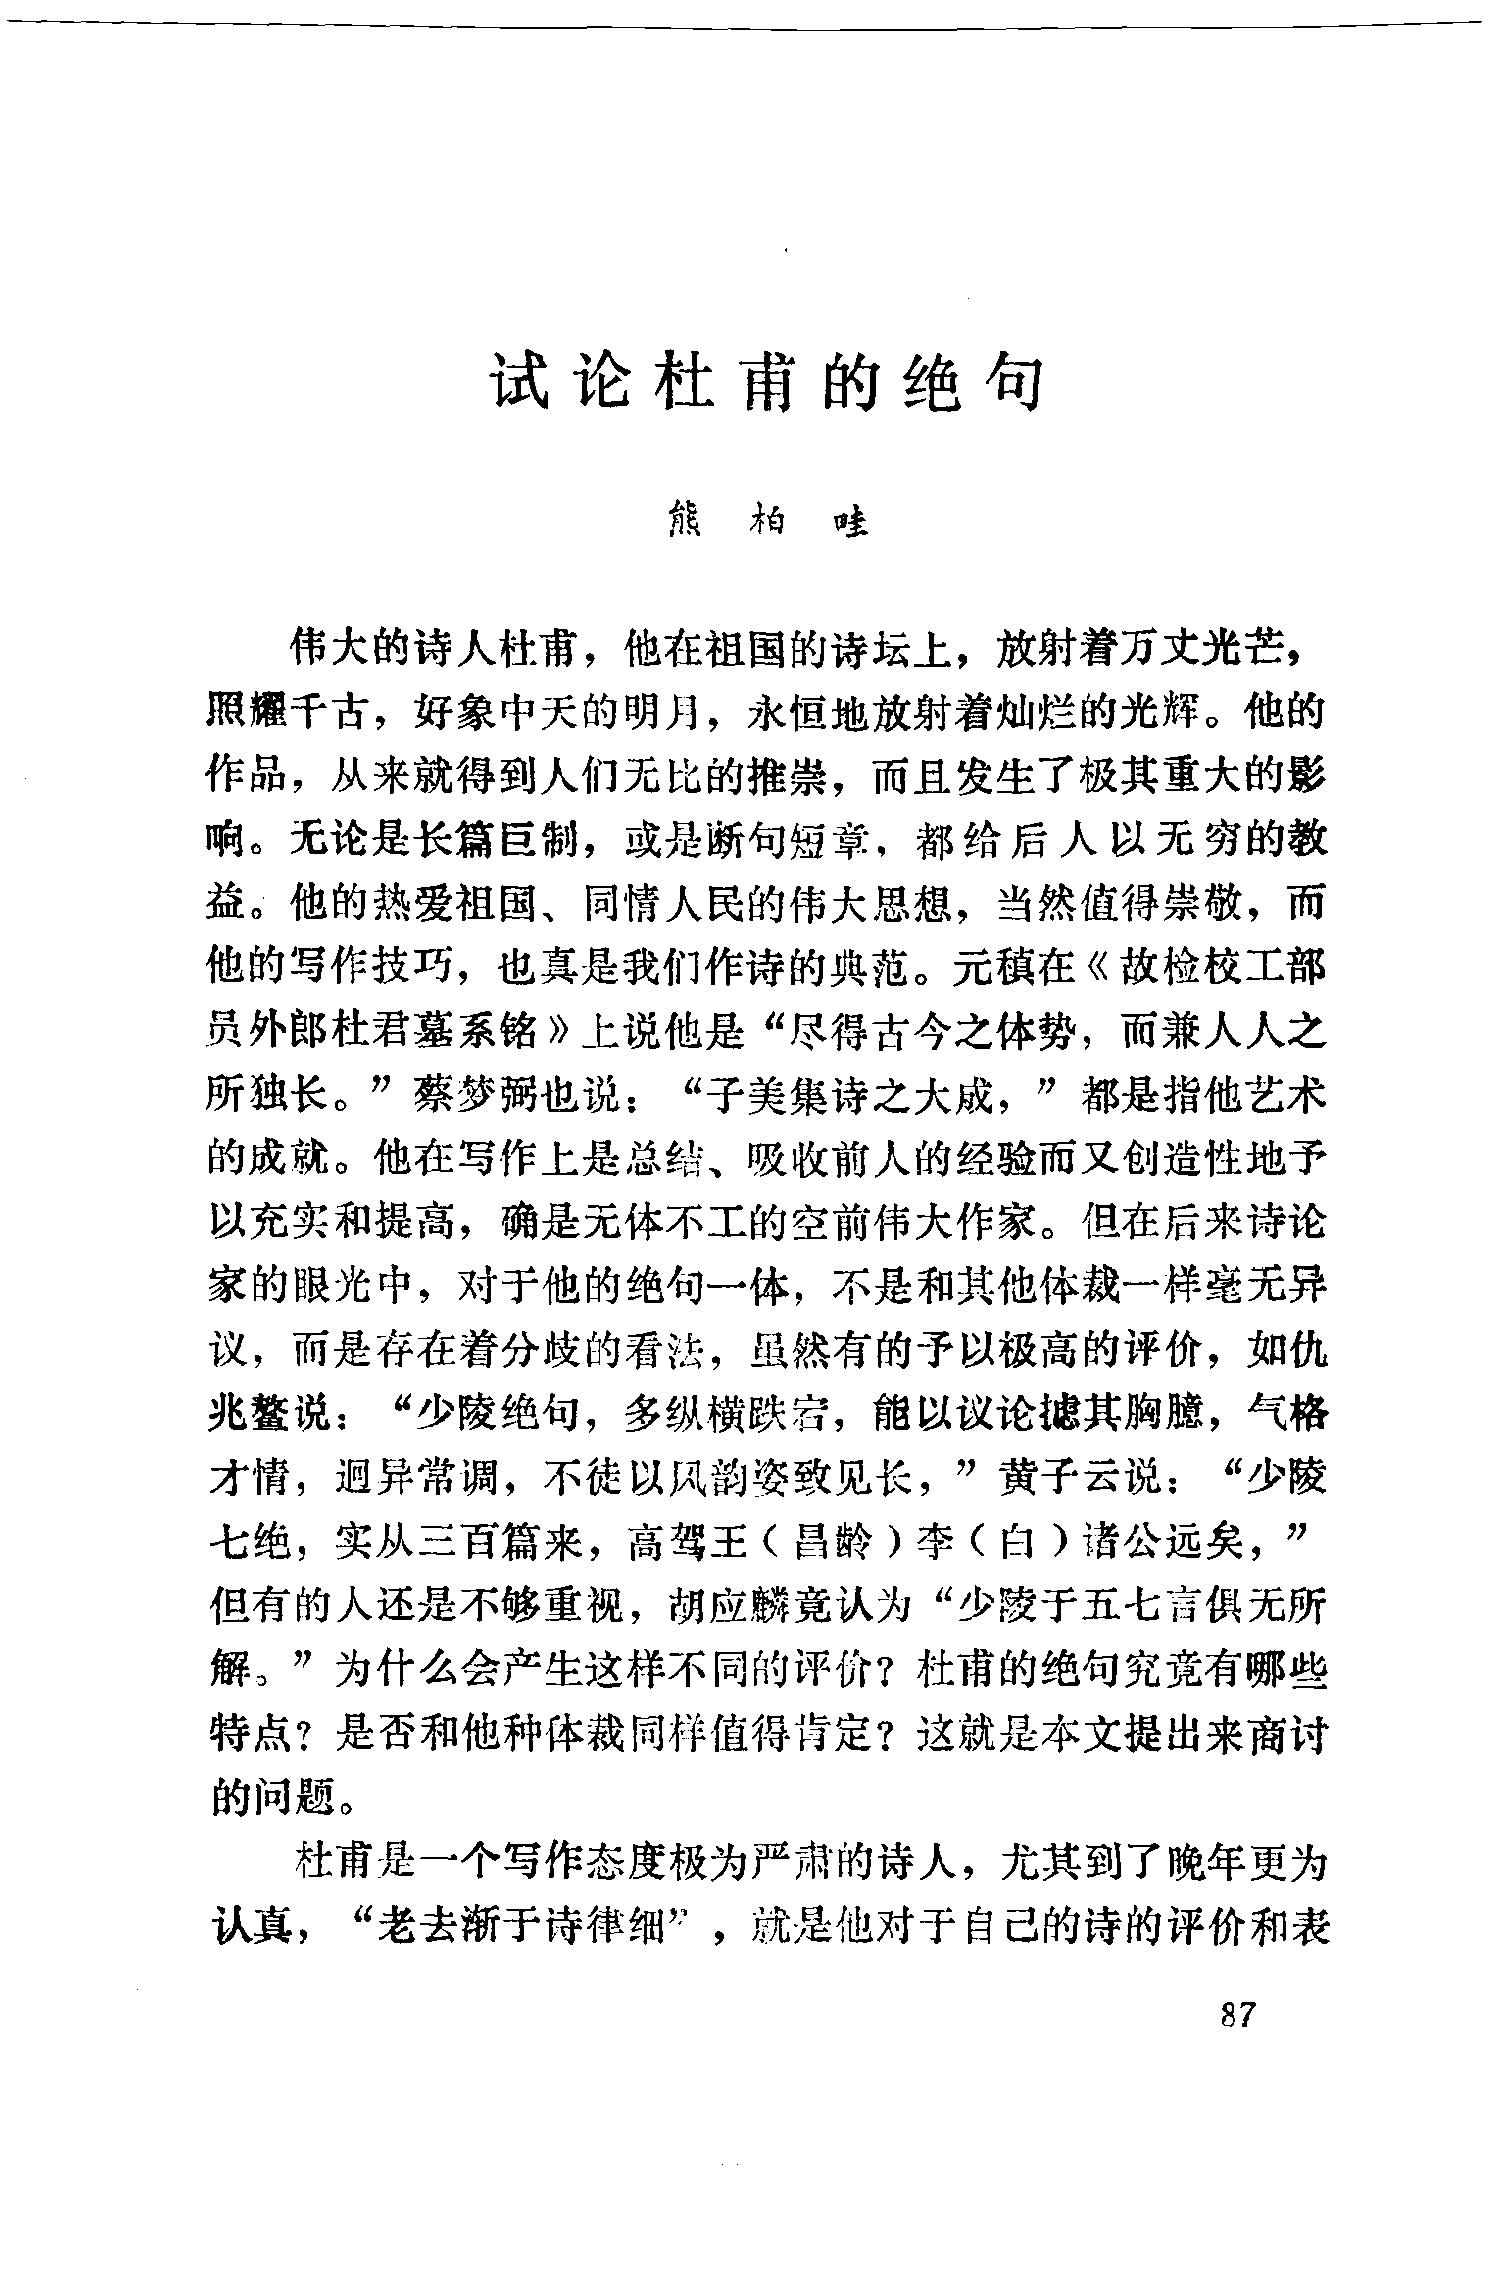 试论杜甫的绝句
熊柏哇
伟大的诗人杜甫，他在祖国的诗坛上，放射着万丈光芒，
照耀千古，好象中天的明月，永恒地放射着灿烂的光辉。他的
作品，从来就得到人们无比的推崇，而且发生了极其重大的影
响。无论是长篇巨制，或是断句短章，都给后人以无穷的教
益。他的热爱祖国、同情人民的伟大思想，当然值得崇敬，而
他的写作技巧，也真是我们作诗的典范。元稹在《故检校工部
员外郎杜君墓系铭》上说他是“尽得古今之体势，而兼人人之
所独长。”蔡梦弼也说：“子美集诗之大成，”都是指他艺术
的成就。他在写作上是总结、吸收前人的经验而又创造性地予
以充实和提高，确是无体不工的空前伟大作家。但在后来诗论
家的眼光中，对于他的绝句一体，不是和其他体裁一样毫无异
议，而是存在着分歧的看法，虽然有的予以极高的评价，如仇
兆鳌说：“少陵绝句，多纵横跌宕，能以议论摅其胸臆，气格
才情，迥异常调，不徒以风韵姿致见长，”黄子云说：“少陵
七绝，实从三百篇来，高驾王（昌龄）李（白）诸公远矣，”
但有的人还是不够重视，胡应麟竟认为“少陵于五七言俱无所
解。”为什么会产生这样不同的评价？杜甫的绝句究竟有哪些
特点？是否和他种体裁同样值得肯定？这就是本文提出来商讨
的问题。
杜甫是一个写作态度极为严肃的诗人，尤其到了晚年更为
认真，“老去渐于诗律细”，就是他对于自己的诗的评价和表
87